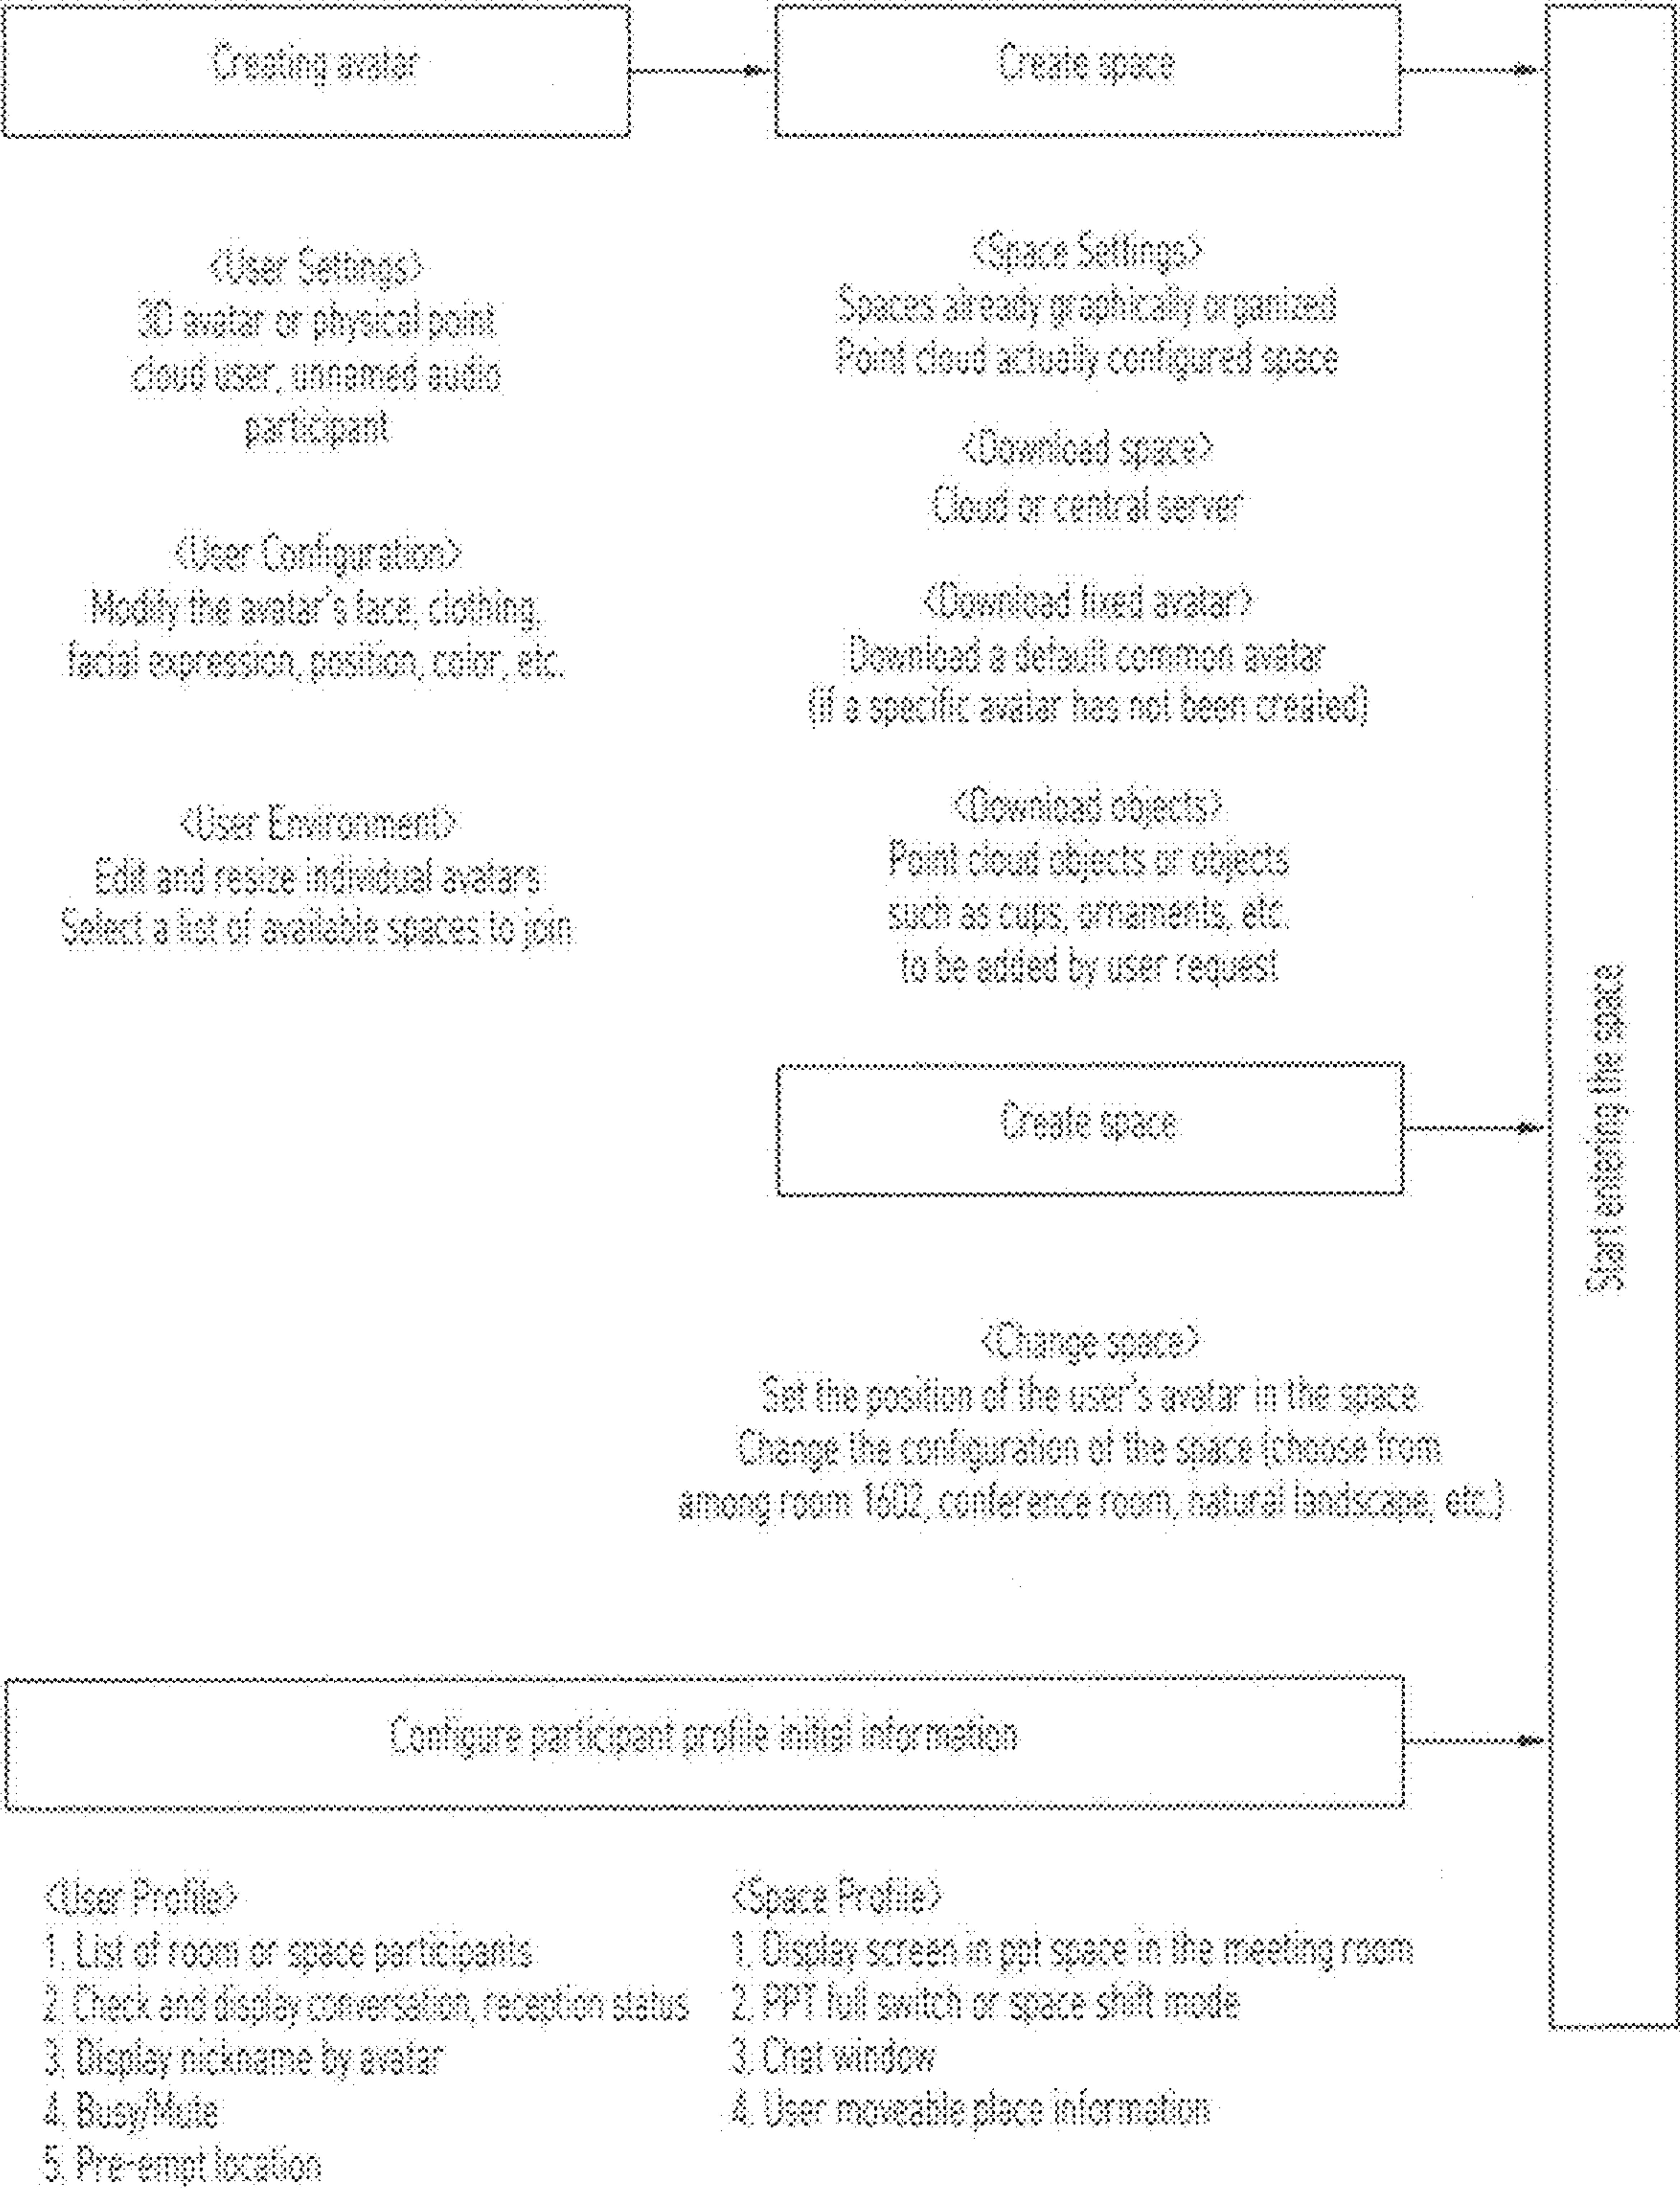 Creating avatar
Create space
<User Settings>
3D avatar or physical point
cloud user, unnamed audio
participant
<User Configuration>
Modify the avatar's face, clothing,
facial expression, position, color, etc.
<User Environment>
Edit and resize individual avatars
Select a list of available spaces to join
<Space Settings>
Spaces already graphically organized
Point cloud actually configured space
<Download space>
Cloud or central server
<Download fixed avatar>
Download a default common avatar
(if a specific avatar has not been created)
<Download objects>
Point cloud objects or objects
such as cups, ornaments, etc.
to be added by user request
Create space
<Change space>
Set the position of the user's avatar in the space
Change the configuration of the space (choose from
among room 1602, conference room, natural landscape, etc.)
Start entering the space
Configure participant profile initial information
<User Profile>
1. List of room or space participants
2. Check and display conversation, reception status
3. Display nickname by avatar
4. Busy/Mute
5. Pre-empt location
<Space Profile>
1. Display screen in ppt space in the meeting room
2. PPT full switch or space shift mode
3. Chat window
4. User moveable place information